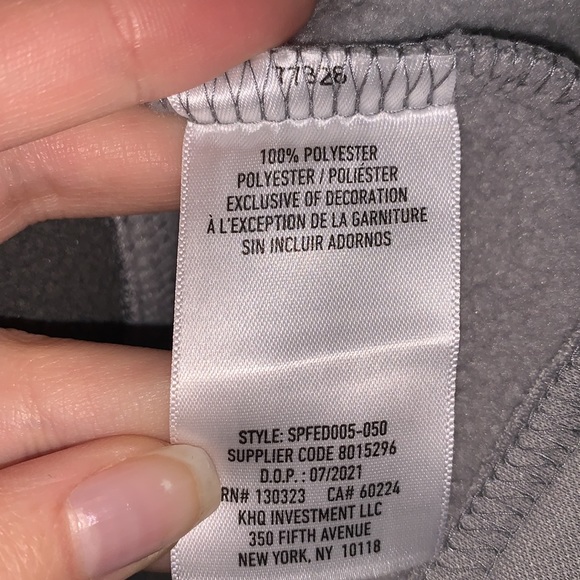 77828
100% POLYESTER
POLYESTER / POLIÉSTER
EXCLUSIVE OF DECORATION
À L'EXCEPTION DE LA GARNITURE
SIN INCLUIR ADORNOS
STYLE: SPFED005-050
SUPPLIER CODE 8015296
D.O.P. : 07/2021
RN# 130323 CA# 60224
KHQ INVESTMENT LLC
350 FIFTH AVENUE
NEW YORK, NY 10118